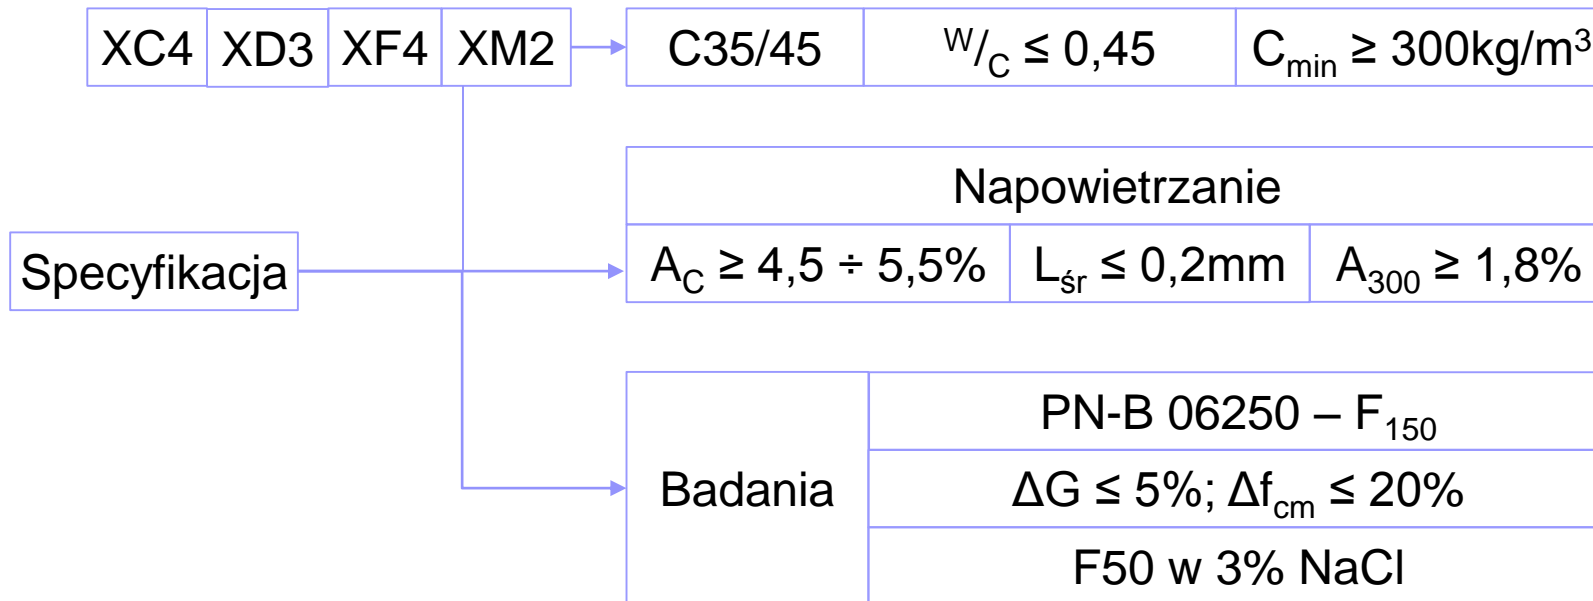 XC4 XD3 XF4 XM2 C35/45 W/C ≤ 0,45 Cmin ≥ 300kg/m³
Napowietrzanie
Specyfikacja AC ≥ 4,5 ÷ 5,5% Lśr ≤ 0,2mm A300 ≥ 1,8%
PN-B 06250 – F150
Badania ΔG ≤ 5%; Δfcm ≤ 20%
F50 w 3% NaCl